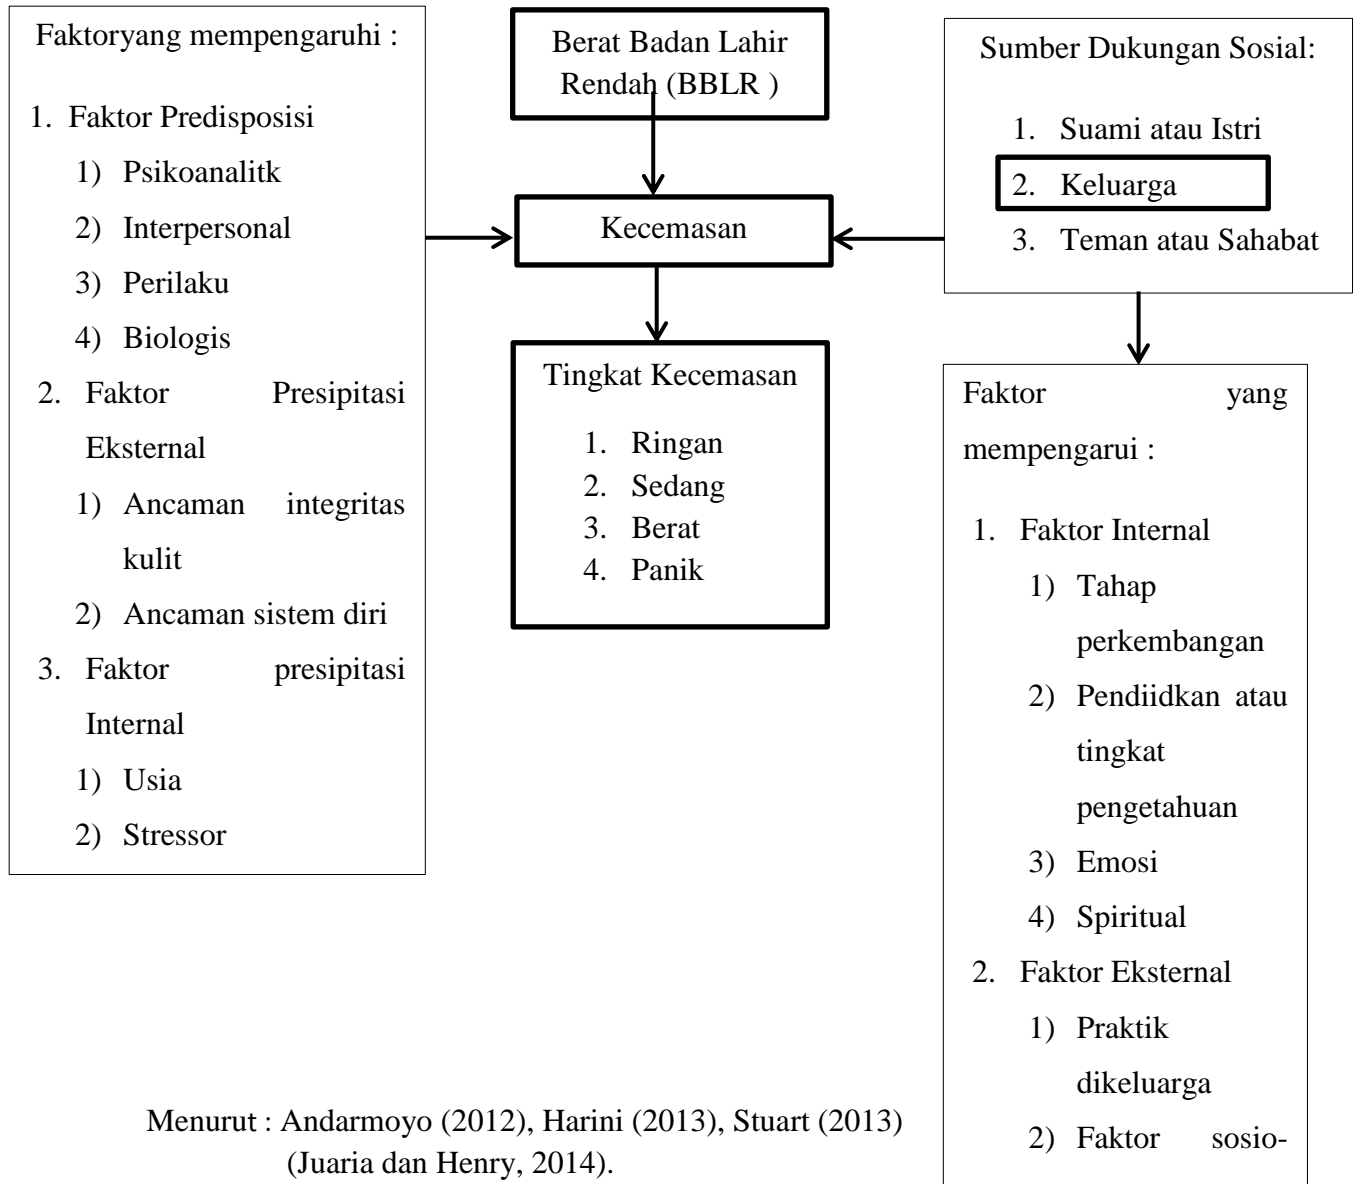 Faktoryang mempengaruhi :
1. Faktor Predisposisi
1) Psikoanalitk
2) Interpersonal
3) Perilaku
4) Biologis
2. Faktor Presipitasi
Eksternal
1) Ancaman integritas
kulit
2) Ancaman sistem diri
3. Faktor presipitasi
Internal
1) Usia
2) Stressor
Berat Badan Lahir
Rendah (BBLR )
Kecemasan
Tingkat Kecemasan
1. Ringan
2. Sedang
3. Berat
4. Panik
Sumber Dukungan Sosial:
1. Suami atau Istri
2. Keluarga
3. Teman atau Sahabat
Faktor yang
mempengarui :
1. Faktor Internal
1) Tahap
perkembangan
2) Pendiidkan atau
tingkat
pengetahuan
3) Emosi
4) Spiritual
2. Faktor Eksternal
1) Praktik
dikeluarga
2) Faktor sosio-
Menurut : Andarmoyo (2012), Harini (2013), Stuart (2013)
(Juaria dan Henry, 2014).